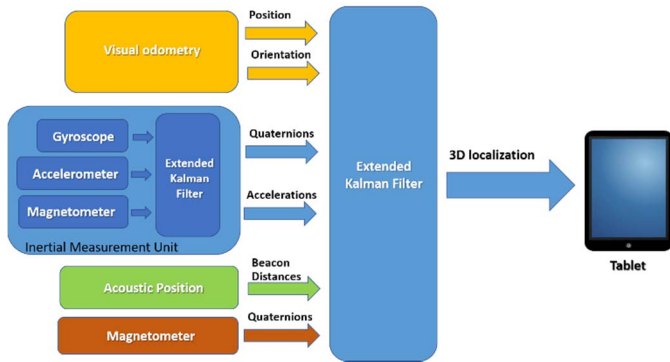 Visual odometry
Position
Orientation
Gyroscope
Accelerometer
Magnetometer
Extended
Kalman
Filter
Inertial Measurement Unit
Quaternions
Accelerations
Acoustic Position
Beacon
Distances
Magnetometer
Quaternions
Extended
Kalman Filter
3D localization
Tablet